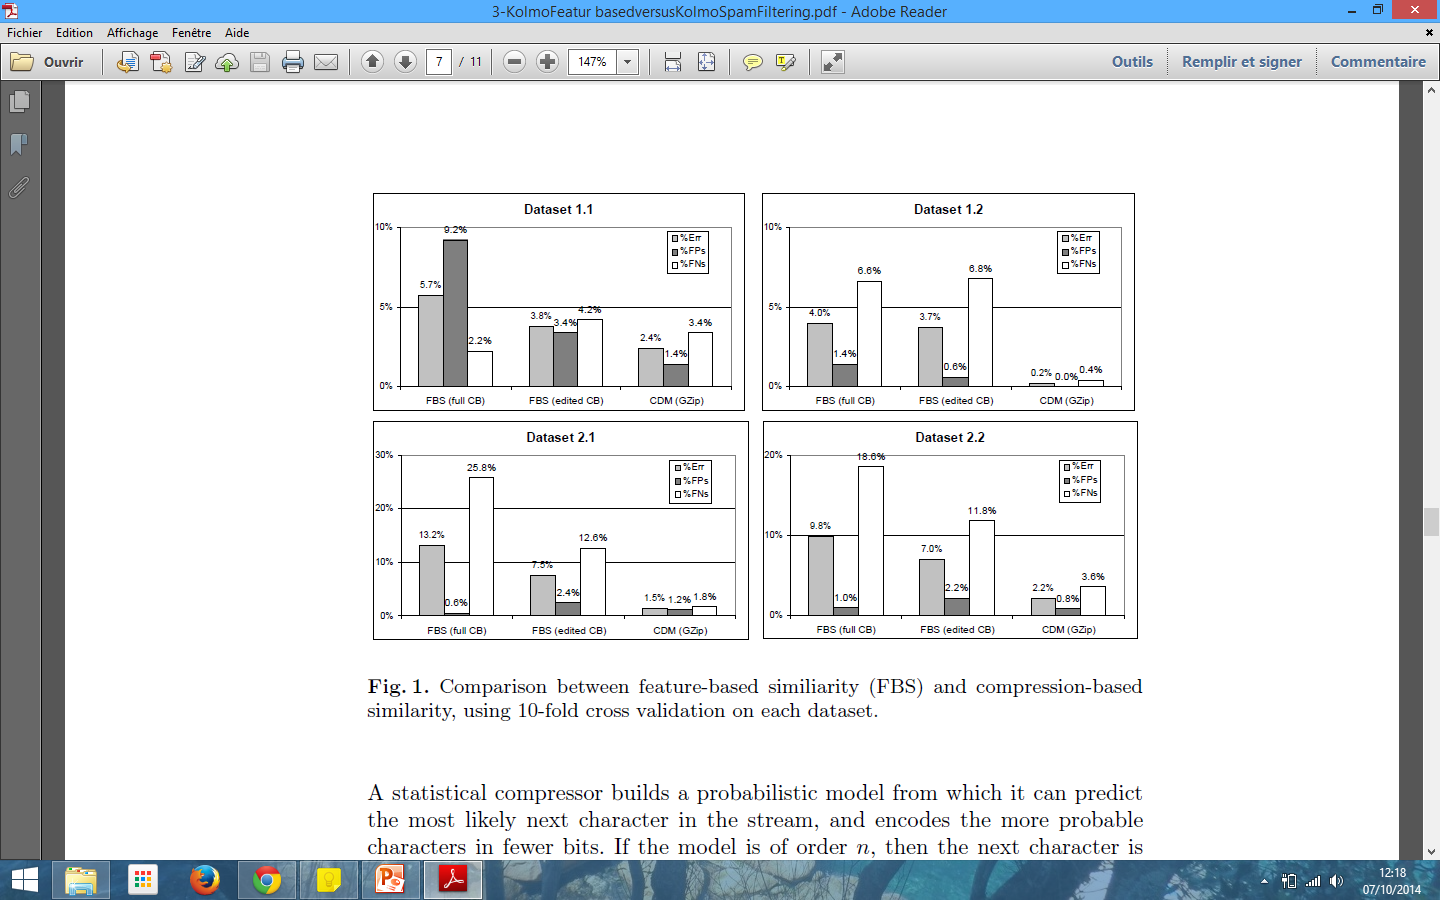 3-KolmoFeatur basedversusKolmoSpamFiltering.pdf - Adobe Reader
Fichier Edition Affichage Fenêtre Aide
Ouvrir 7 / 11 147% Outils Remplir et signer Commentaire
Dataset 1.1
10%
5%
0%
%Err
%FPs
%FNs
5.7% 9.2% 2.2%
3.8% 3.4% 4.2%
2.4% 1.4% 3.4%
FBS (full CB) FBS (edited CB) CDM (GZip)
Dataset 1.2
10%
5%
0%
%Err
%FPs
%FNs
4.0% 1.4% 6.6%
3.7% 0.6% 6.8%
0.2% 0.0% 0.4%
FBS (full CB) FBS (edited CB) CDM (GZip)
Dataset 2.1
30%
20%
10%
0%
%Err
%FPs
%FNs
13.2% 0.6% 25.8%
7.5% 2.4% 12.6%
1.5% 1.2% 1.8%
FBS (full CB) FBS (edited CB) CDM (GZip)
Dataset 2.2
20%
10%
0%
%Err
%FPs
%FNs
9.8% 1.0% 18.6%
7.0% 2.2% 11.8%
2.2% 0.8% 3.6%
FBS (full CB) FBS (edited CB) CDM (GZip)
Fig. 1. Comparison between feature-based similiarity (FBS) and compression-based
similarity, using 10-fold cross validation on each dataset.
A statistical compressor builds a probabilistic model from which it can predict
the most likely next character in the stream, and encodes the more probable
characters in fewer bits. If the model is of order n, then the next character is
12:18
07/10/2014